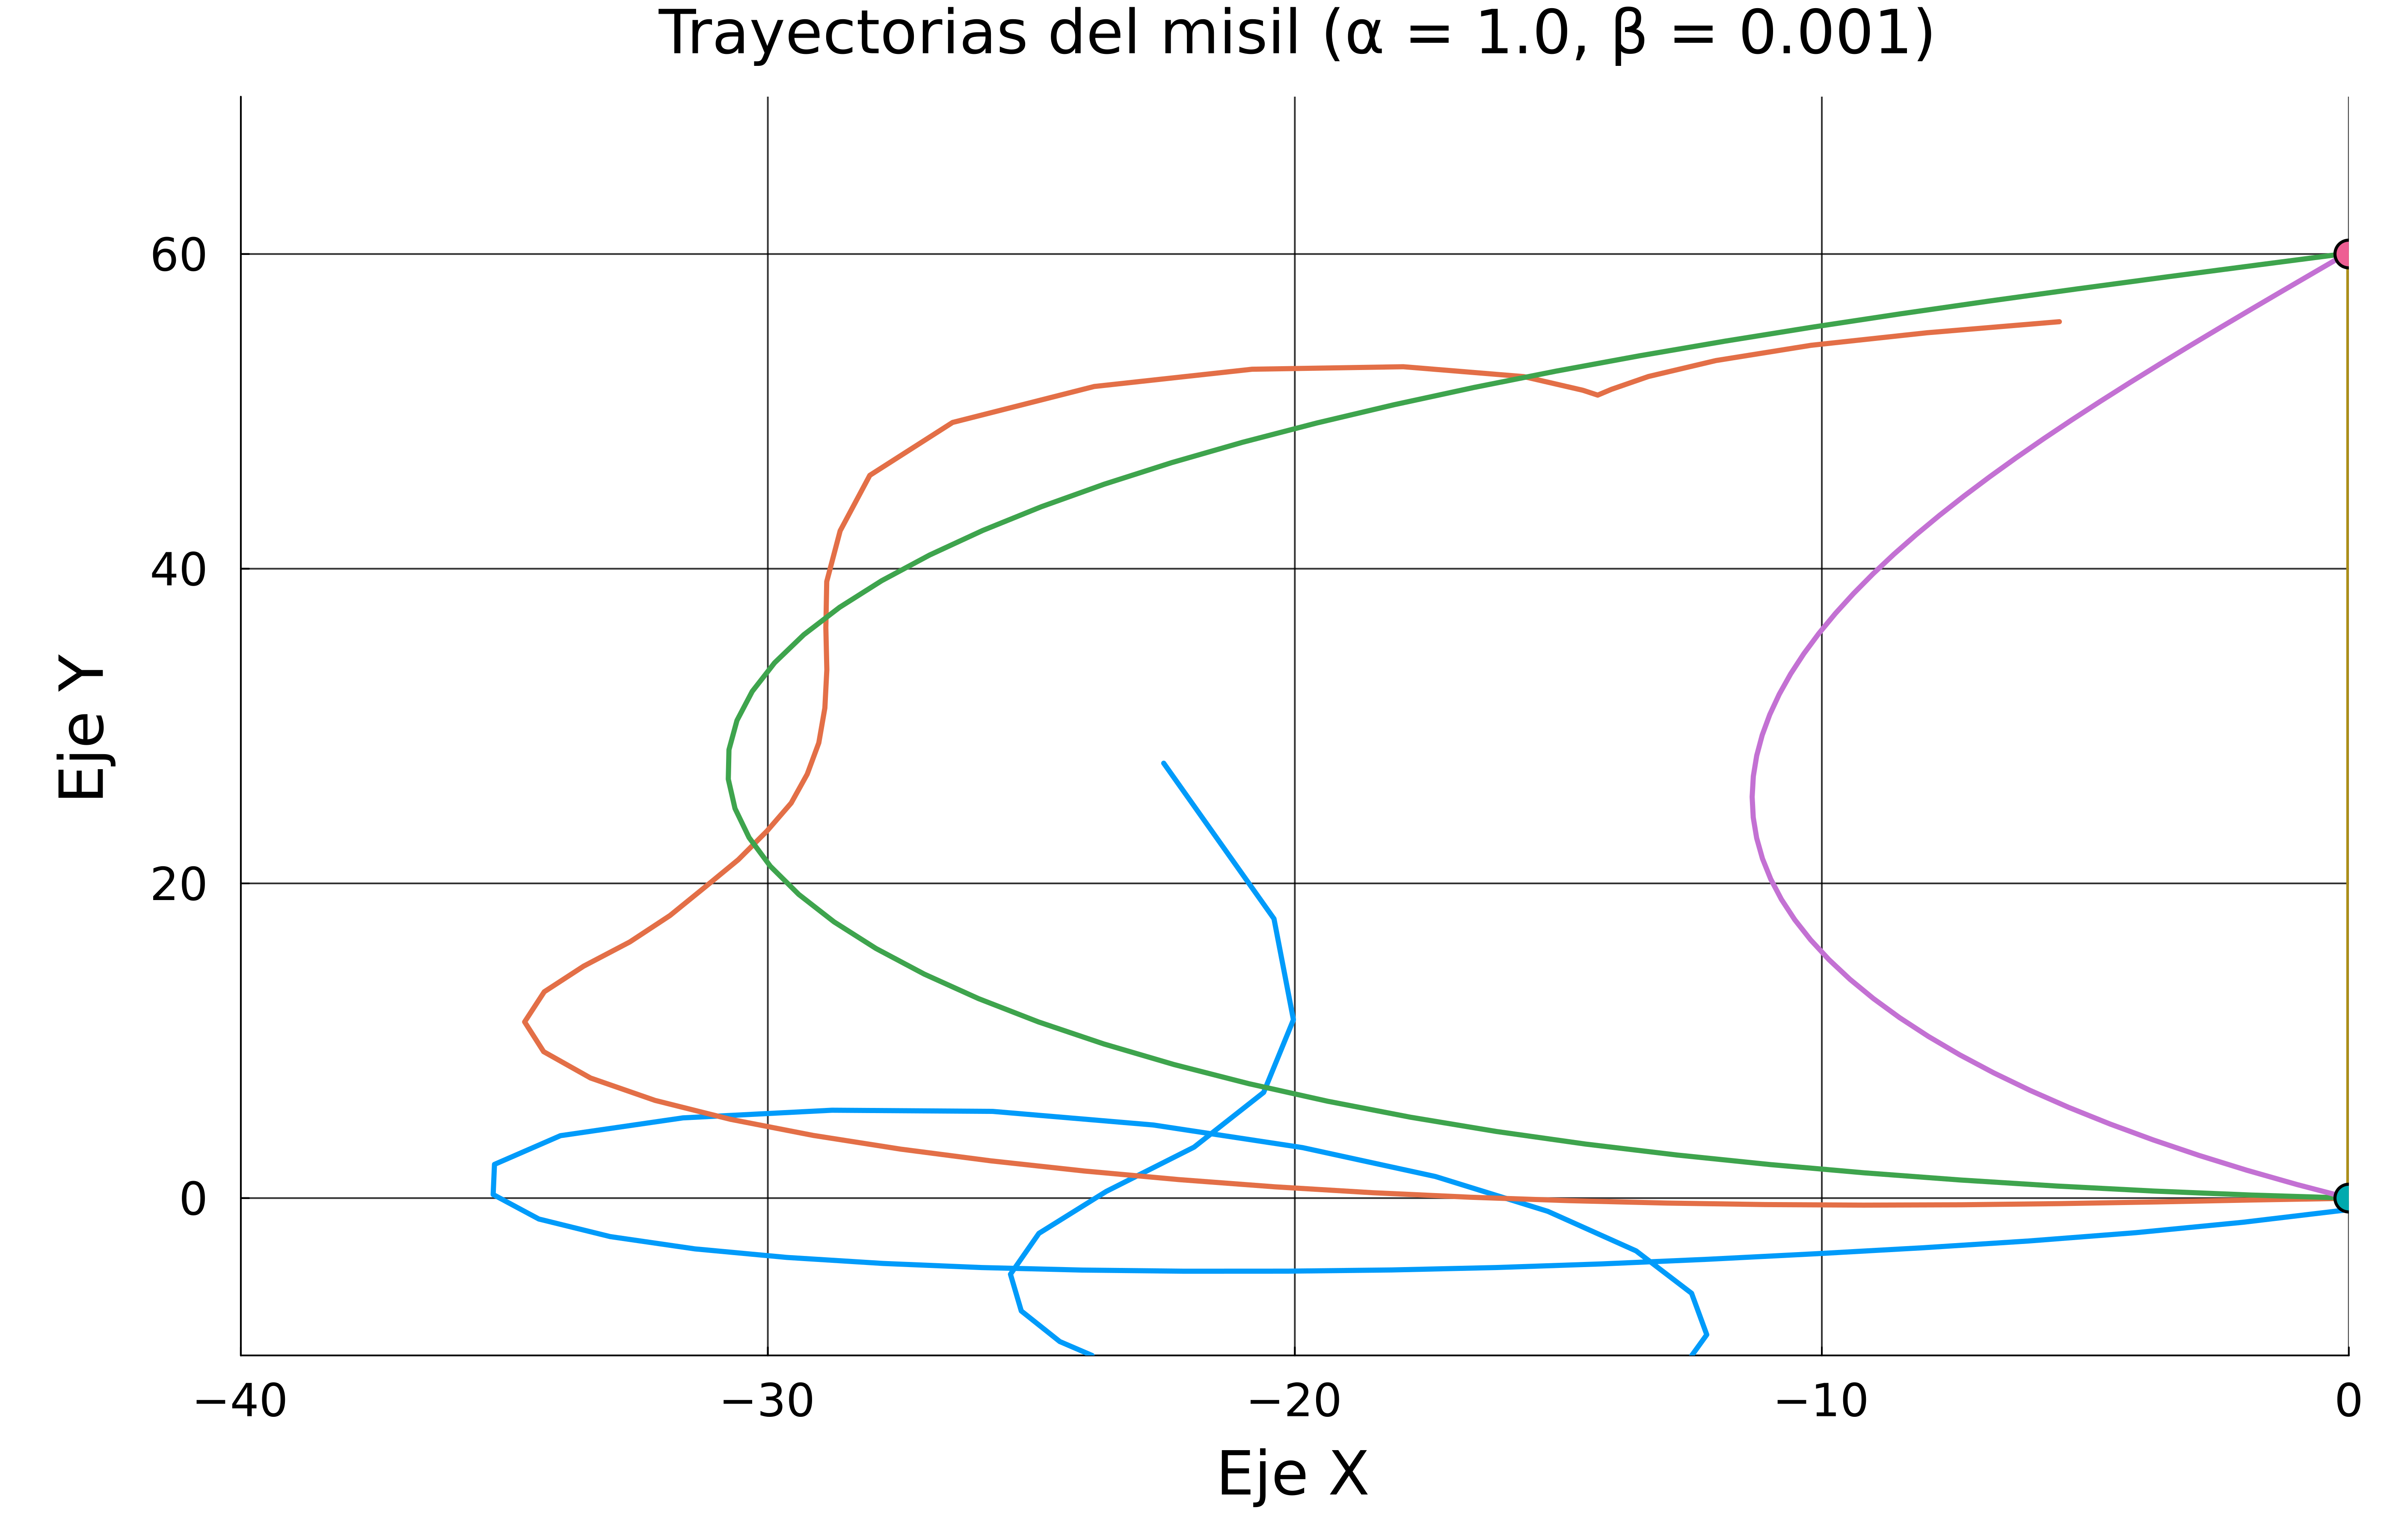 Trayectorias del misil (α = 1.0, β = 0.001)
60
40
20
0
Eje Y
−40 −30 −20 −10 0
Eje X